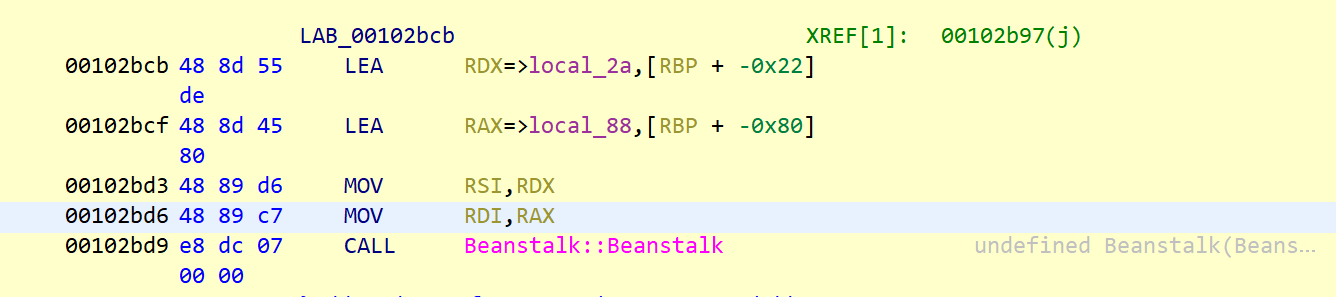 LAB_00102bcb XREF[1]: 00102b97(j)
00102bcb 48 8d 55 LEA RDX=>local_2a,[RBP + -0x22]
de
00102bcf 48 8d 45 LEA RAX=>local_88,[RBP + -0x80]
80
00102bd3 48 89 d6 MOV RSI,RDX
00102bd6 48 89 c7 MOV RDI,RAX
00102bd9 e8 dc 07 CALL Beanstalk::Beanstalk undefined Beanstalk(Beans...
00 00